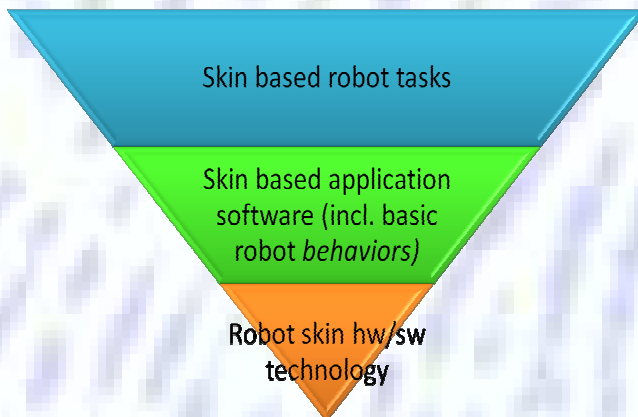 Skin based robot tasks
Skin based application
software (incl. basic
robot behaviors)
Robot skin hw/sw
technology